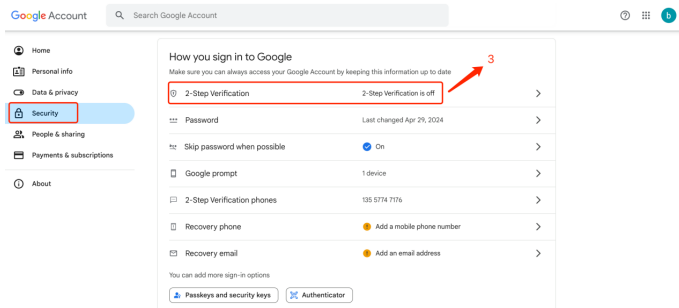 Google Account
Search Google Account
b
Home
Personal info
Data & privacy
Security
People & sharing
Payments & subscriptions
About
How you sign in to Google
Make sure you can always access your Google Account by keeping this information up to date
3
2-Step Verification 2-Step Verification is off
Password Last changed Apr 29, 2024
Skip password when possible On
Google prompt 1 device
2-Step Verification phones 135 5774 7176
Recovery phone Add a mobile phone number
Recovery email Add an email address
You can add more sign-in options
Passkeys and security keys Authenticator